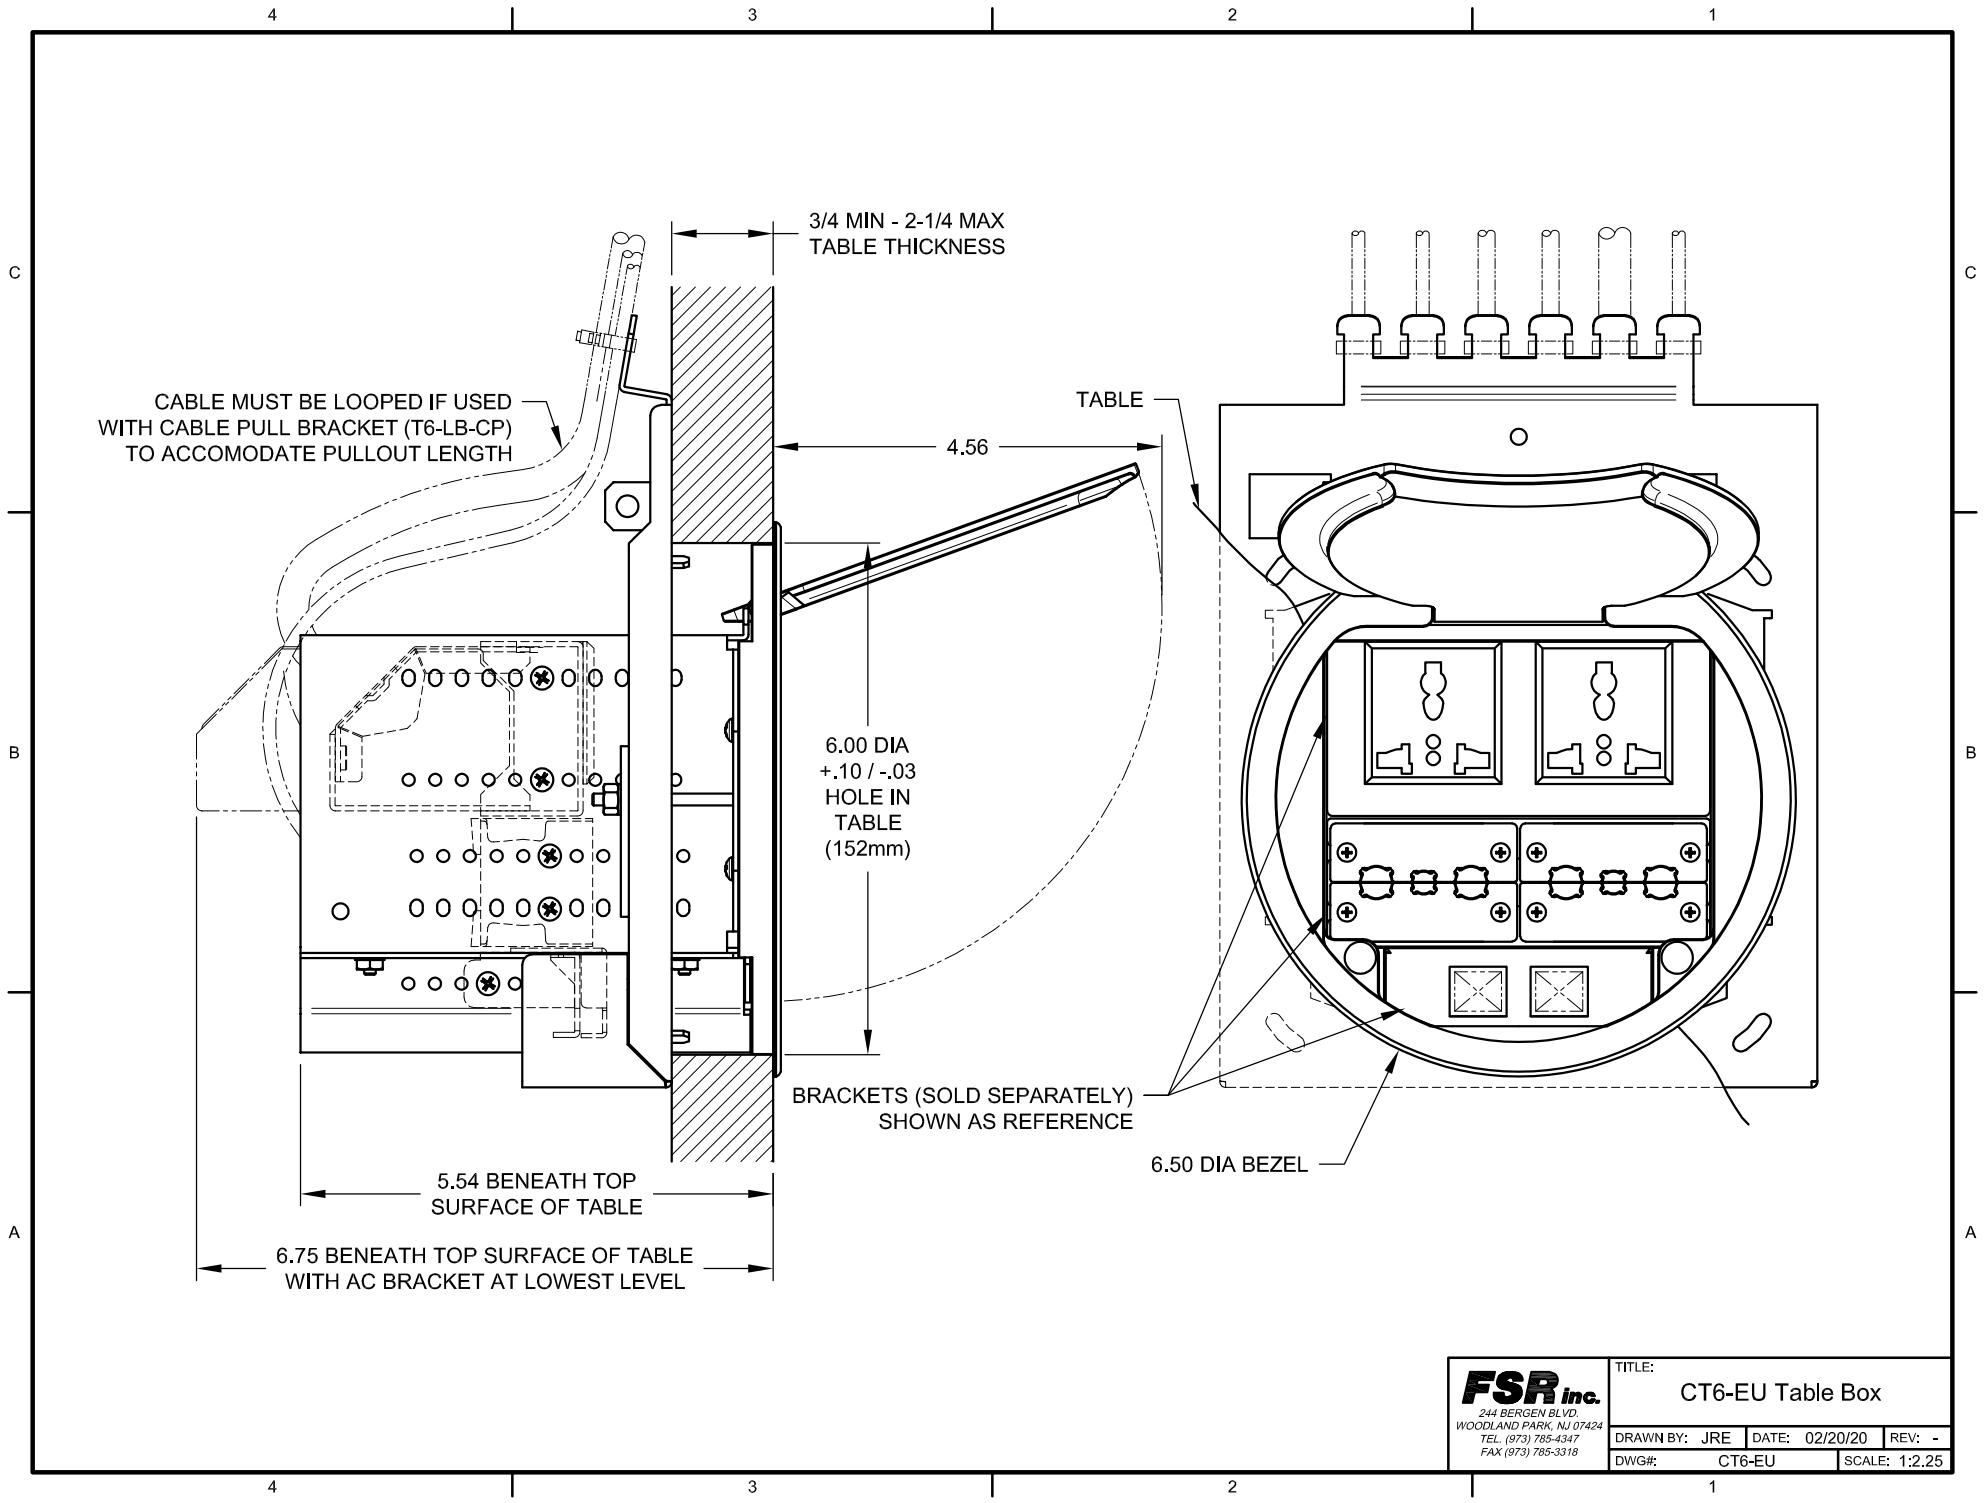 4 3 2 1
3/4 MIN - 2-1/4 MAX
TABLE THICKNESS
C C
CABLE MUST BE LOOPED IF USED
WITH CABLE PULL BRACKET (T6-LB-CP)
TO ACCOMODATE PULLOUT LENGTH
TABLE
4.56
B B
6.00 DIA
+.10 / -.03
HOLE IN
TABLE
(152mm)
BRACKETS (SOLD SEPARATELY)
SHOWN AS REFERENCE
6.50 DIA BEZEL
5.54 BENEATH TOP
SURFACE OF TABLE
A A
6.75 BENEATH TOP SURFACE OF TABLE
WITH AC BRACKET AT LOWEST LEVEL
FSR inc.
244 BERGEN BLVD.
WOODLAND PARK, NJ 07424
TEL. (973) 785-4347
FAX (973) 785-3318
TITLE:
CT6-EU Table Box
DRAWN BY: JRE DATE: 02/20/20 REV: -
DWG#: CT6-EU SCALE: 1:2.25
4 3 2 1